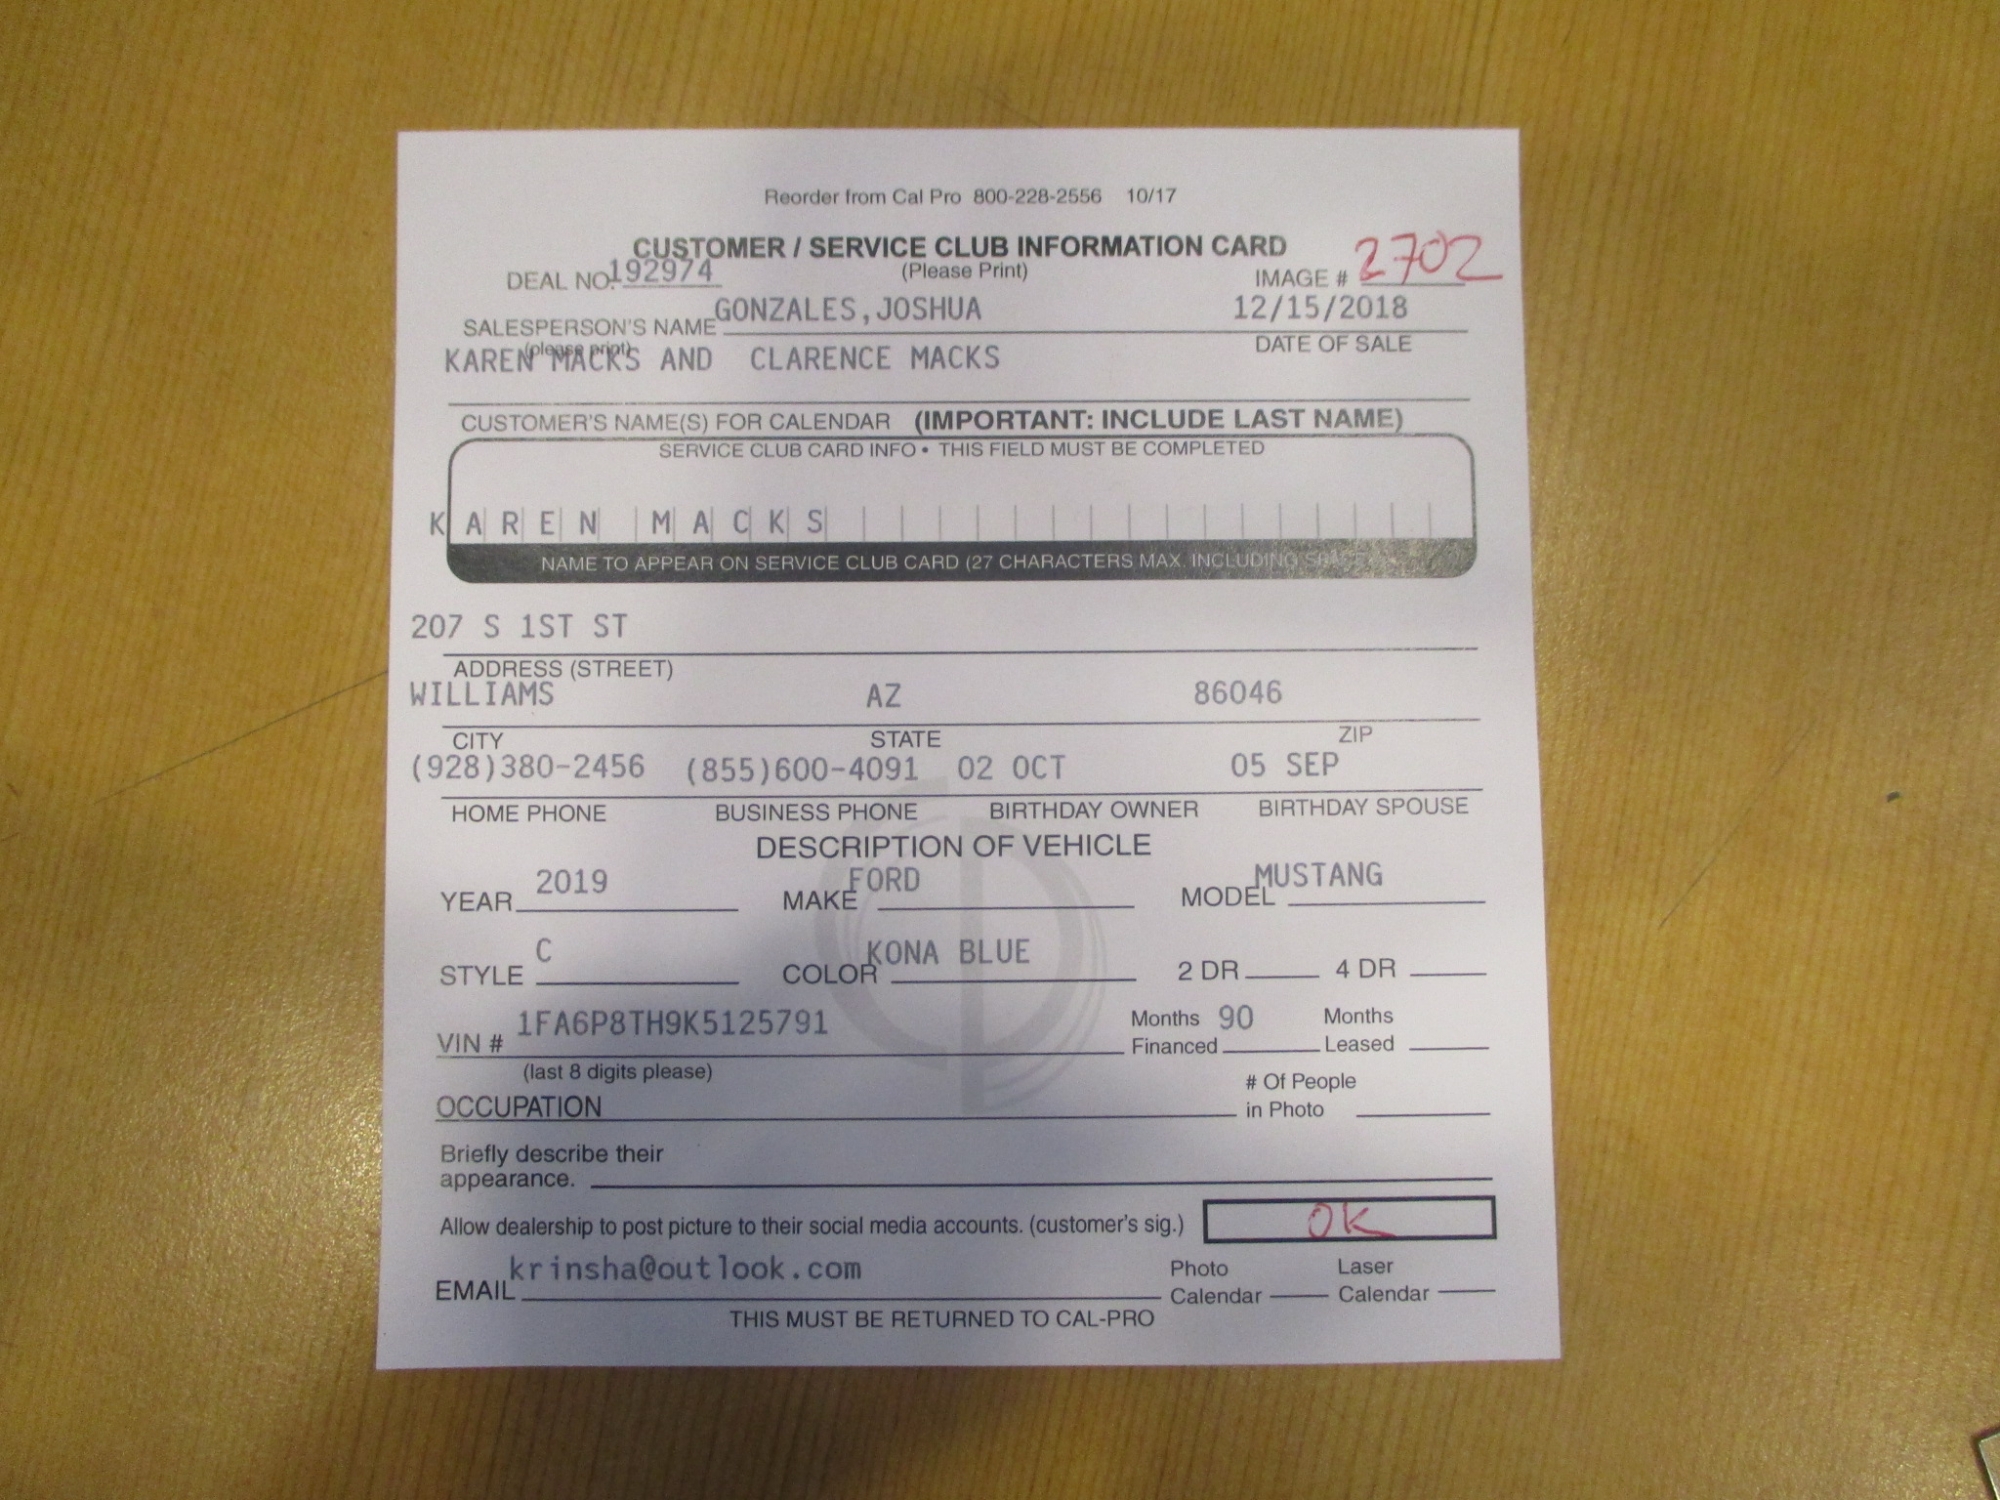 Reorder from Cal Pro 800-228-2556 10/17
CUSTOMER / SERVICE CLUB INFORMATION CARD
DEAL NO. 192974 (Please Print) IMAGE # 2702
SALESPERSON'S NAME GONZALES,JOSHUA 12/15/2018
(please print) DATE OF SALE
KAREN MACKS AND CLARENCE MACKS
CUSTOMER'S NAME(S) FOR CALENDAR (IMPORTANT: INCLUDE LAST NAME)
SERVICE CLUB CARD INFO • THIS FIELD MUST BE COMPLETED
KAREN MACKS
NAME TO APPEAR ON SERVICE CLUB CARD (27 CHARACTERS MAX. INCLUDING
207 S 1ST ST
ADDRESS (STREET)
WILLIAMS AZ 86046
CITY STATE ZIP
(928)380-2456 (855)600-4091 02 OCT 05 SEP
HOME PHONE BUSINESS PHONE BIRTHDAY OWNER BIRTHDAY SPOUSE
DESCRIPTION OF VEHICLE
YEAR 2019 MAKE FORD MODEL MUSTANG
STYLE C COLOR KONA BLUE 2 DR 4 DR
VIN # 1FA6P8TH9K5125791 Months Financed 90 Months Leased
(last 8 digits please)
OCCUPATION # Of People in Photo
Briefly describe their
appearance.
Allow dealership to post picture to their social media accounts. (customer's sig.) OK
EMAIL krinsha@outlook.com Photo Calendar Laser Calendar
THIS MUST BE RETURNED TO CAL-PRO